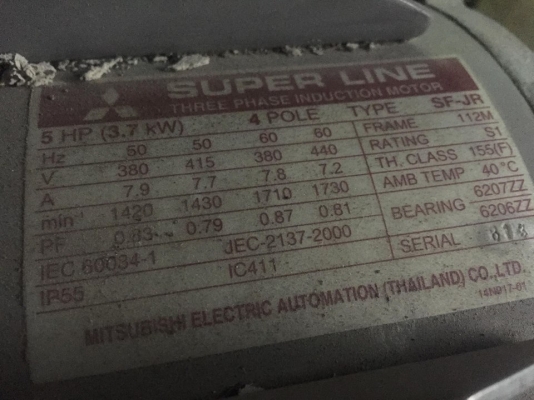 SUPER LINE
THREE PHASE INDUCTION MOTOR
5 HP (3.7 kW) 4 POLE TYPE SF-JR
Hz 50 50 60 60 FRAME 112M
V 380 415 380 440 RATING S1
A 7.9 7.7 7.8 7.2 TH. CLASS 155(F)
min-1 1420 1430 1710 1730 AMB TEMP 40°C
PF 0.83 0.79 0.87 0.81 BEARING 6207ZZ
6206ZZ
IEC 60034-1 JEC-2137-2000 SERIAL
IP55 IC411
MITSUBISHI ELECTRIC AUTOMATION (THAILAND) CO.,LTD.